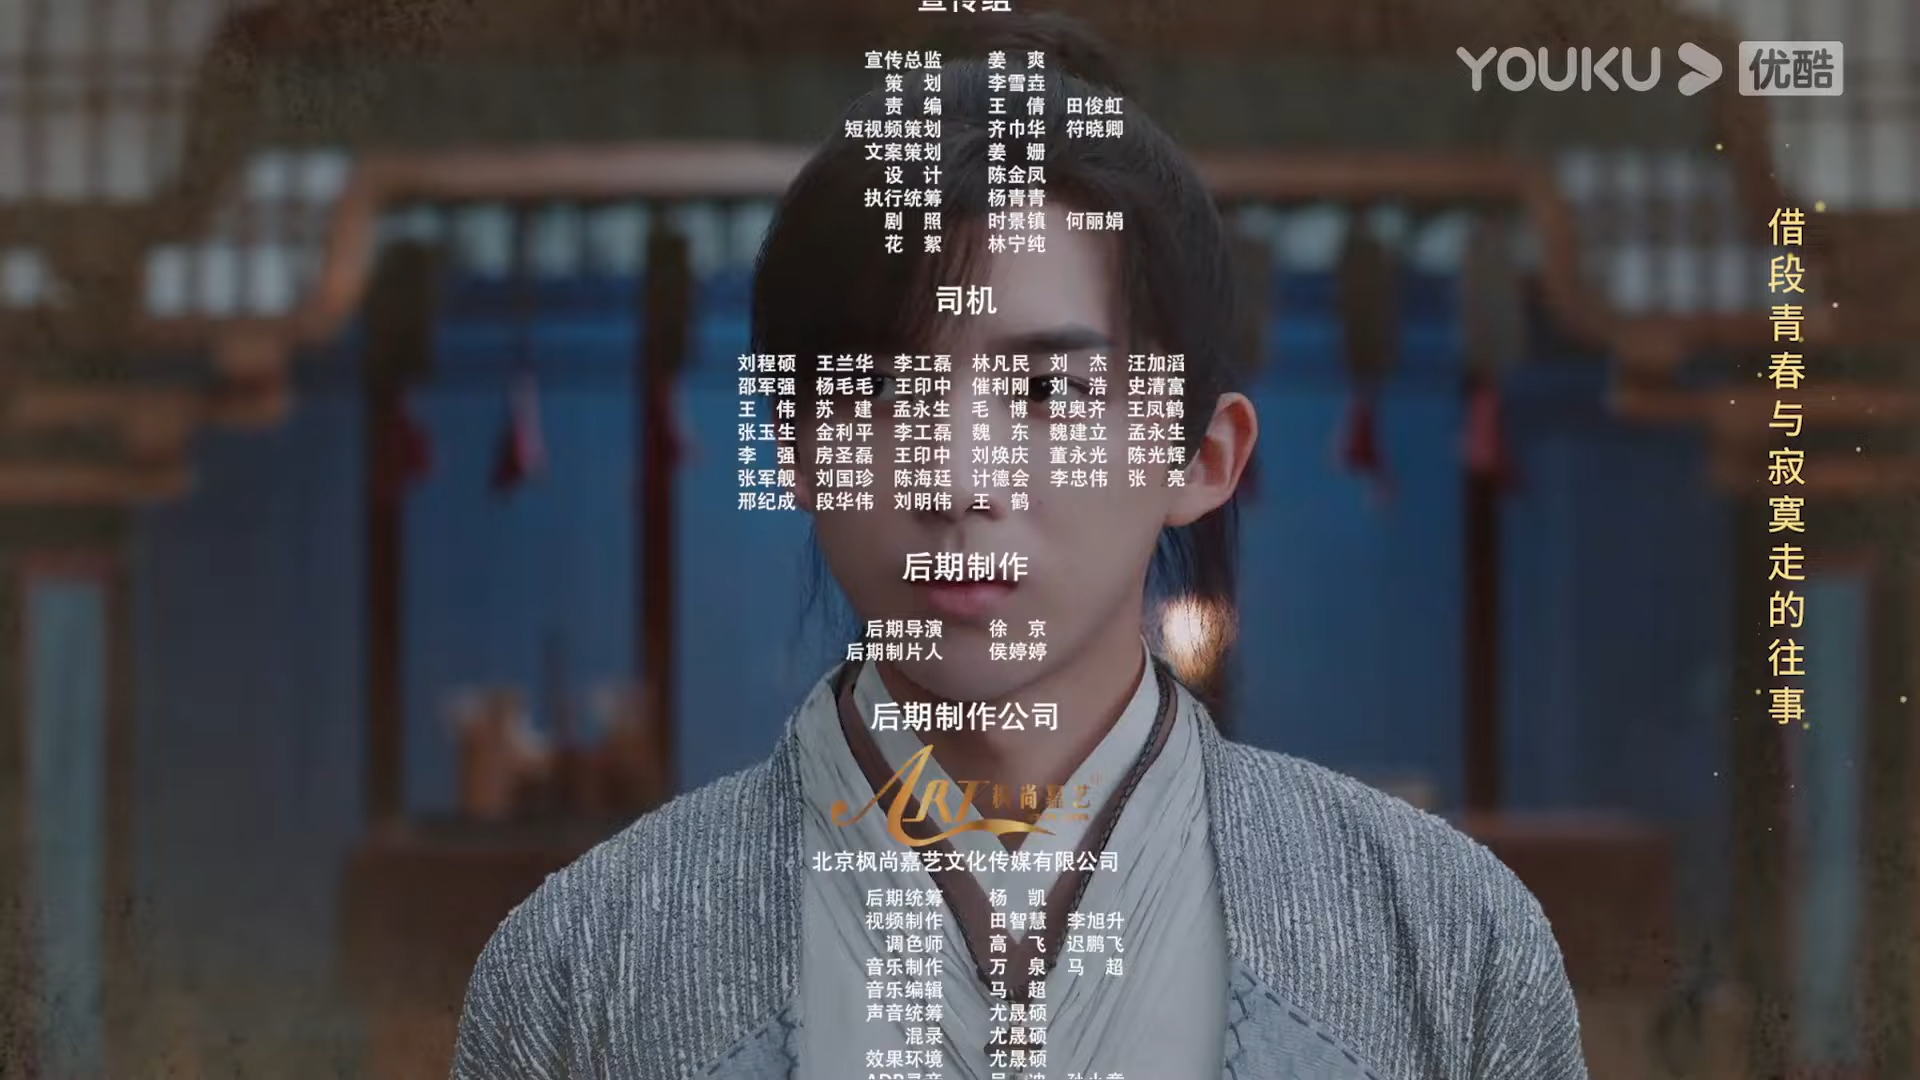 宣传组
YOUKU 优酷
宣传总监 姜 爽
策 划 李雪垚
责 编 王 倩 田俊虹
短视频策划 齐巾华 符晓卿
文案策划 姜 姗
设 计 陈金凤
执行统筹 杨青青
剧 照 时景镇 何丽娟
花 絮 林宁纯
司机
刘程硕 王兰华 李工磊 林凡民 刘 杰 汪加滔
邵军强 杨毛毛 王印中 催利刚 刘 浩 史清富
王 伟 苏 建 孟永生 毛 博 贺奥齐 王凤鹤
张玉生 金利平 李工磊 魏 东 魏建立 孟永生
李 强 房圣磊 王印中 刘焕庆 董永光 陈光辉
张军舰 刘国珍 陈海廷 计德会 李忠伟 张 亮
邢纪成 段华伟 刘明伟 王 鹤
后期制作
后期导演 徐 京
后期制片人 侯婷婷
后期制作公司
ART 枫尚嘉艺
北京枫尚嘉艺文化传媒有限公司
后期统筹 杨 凯
视频制作 田智慧 李旭升
调色师 高 飞 迟鹏飞
音乐制作 万 泉 马 超
音乐编辑 马 超
声音统筹 尤晟硕
混录 尤晟硕
效果环境 尤晟硕
借段青春与寂寞走的往事